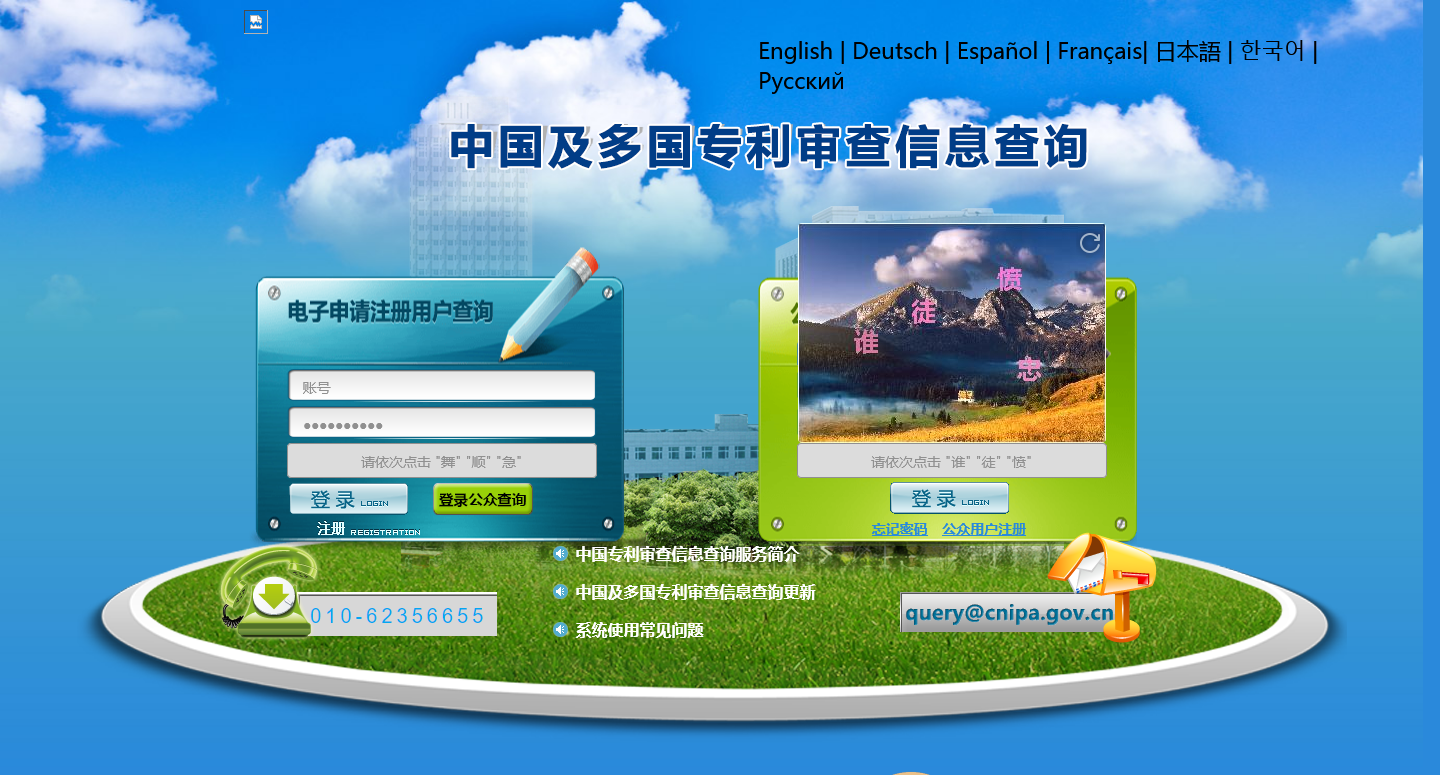 English | Deutsch | Español | Français| 日本語 | 한국어 |
Русский
中国及多国专利审查信息查询
电子申请注册用户查询
账号
请依次点击 "舞" "顺" "急"
登录 LOGIN
登录公众查询
注册 REGISTRATION
愤
徒
谁
忠
请依次点击 "谁" "徒" "愤"
登录 LOGIN
忘记密码 公众用户注册
中国专利审查信息查询服务简介
中国及多国专利审查信息查询更新
系统使用常见问题
010-62356655
query@cnipa.gov.cn